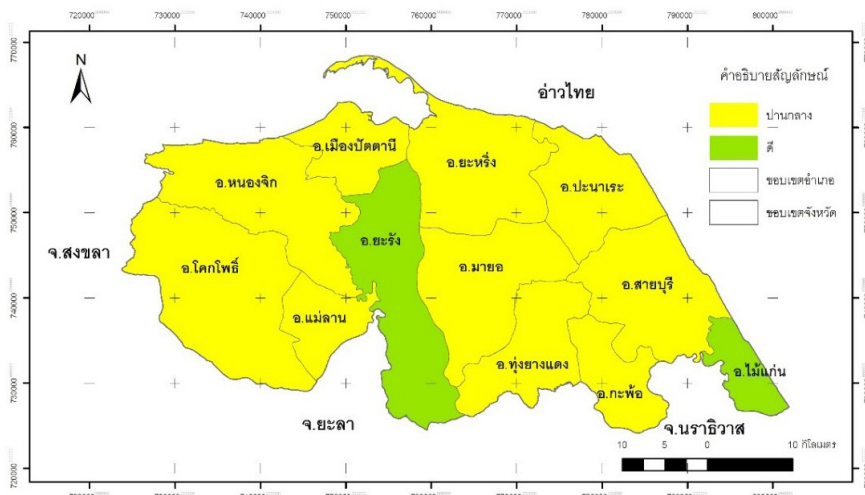 720000 730000 740000 750000 760000 770000 780000 790000 800000
770000
760000
750000
740000
730000
720000
N
อ่าวไทย
คำอธิบายสัญลักษณ์
ปานกลาง
ดี
ขอบเขตอำเภอ
ขอบเขตจังหวัด
อ.เมืองปัตตานี
อ.หนองจิก
อ.ยะหริ่ง
อ.ปะนาเระ
จ.สงขลา
อ.โคกโพธิ์
อ.ยะรัง
อ.มายอ
อ.สายบุรี
อ.แม่ลาน
อ.ทุ่งยางแดง
อ.กะพ้อ
อ.ไม้แก่น
จ.ยะลา
จ.นราธิวาส
10 5 0 10 กิโลเมตร